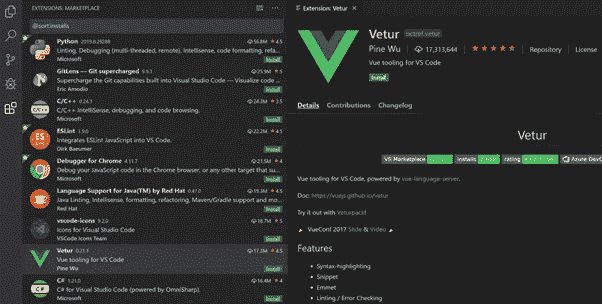 EXTENSIONS: MARKETPLACE
@sort:installs
Python 2019.8.29288 56.8M 4.5
Linting, Debugging (multi-threaded, remote), Intellisense, code formatting, refa...
Microsoft Install
GitLens — Git supercharged 9.9.3 25.9M 5
Supercharge the Git capabilities built into Visual Studio Code — Visualize code ...
Eric Amodio Install
C/C++ 0.24.1 24.2M 3.5
C/C++ IntelliSense, debugging, and code browsing.
Microsoft Install
ESLint 1.9.0 22.2M 4.5
Integrates ESLint JavaScript into VS Code.
Dirk Baeumer Install
Debugger for Chrome 4.11.7 21.5M 4
Debug your JavaScript code in the Chrome browser, or any other target that su...
Microsoft Install
Language Support for Java(TM) by Red Hat 0.47.0 19.3M 4.5
Java Linting, Intellisense, formatting, refactoring, Maven/Gradle support and mo...
Red Hat Install
vscode-icons 9.2.0 18.7M 5
Icons for Visual Studio Code
VSCode Icons Team Install
Vetur 0.21.1 17.3M 4.5
Vue tooling for VS Code
Pine Wu Install
C# 1.21.0 16.4M 4
C# for Visual Studio Code (powered by OmniSharp).
Microsoft Install
Extension: Vetur
Vetur octref.vetur
Pine Wu 17,313,644 Repository License
Vue tooling for VS Code
Install
Details Contributions Changelog
Vetur
VS Marketplace installs rating Azure Dev
Vue tooling for VS Code, powered by vue-language-server.
Doc: https://vuejs.github.io/vetur
Try it out with Veturpack!
VueConf 2017 Slide & Video
Features
Syntax-highlighting
Snippet
Emmet
Linting / Error Checking